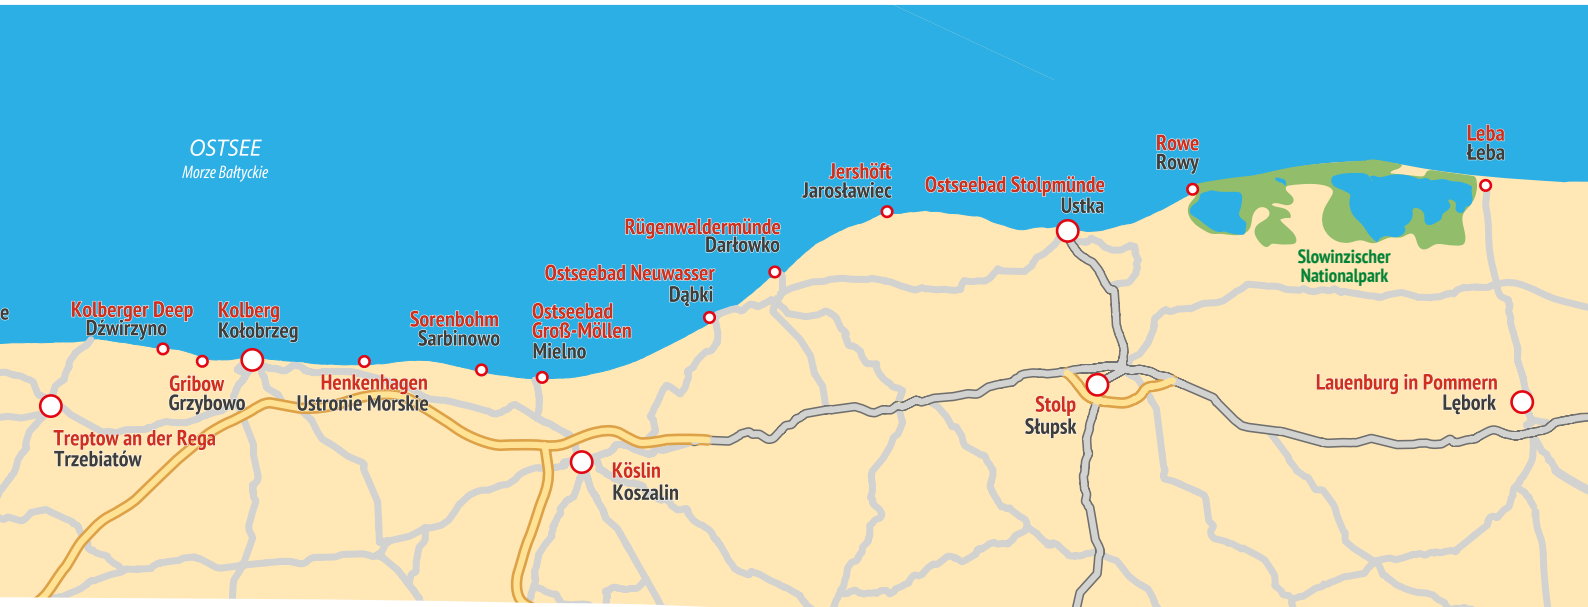 OSTSEE
Morze Bałtyckie
e
Kolberger Deep
Dźwirzyno
Kolberg
Kołobrzeg
Gribow
Grzybowo
Treptow an der Rega
Trzebiatów
Henkenhagen
Ustronie Morskie
Sorenbohm
Sarbinowo
Ostseebad
Groß-Möllen
Mielno
Köslin
Koszalin
Ostseebad Neuwasser
Dąbki
Rügenwaldermünde
Darłowko
Jershöft
Jarosławiec
Ostseebad Stolpmünde
Ustka
Stolp
Słupsk
Rowe
Rowy
Slowinzischer
Nationalpark
Leba
Łeba
Lauenburg in Pommern
Lębork